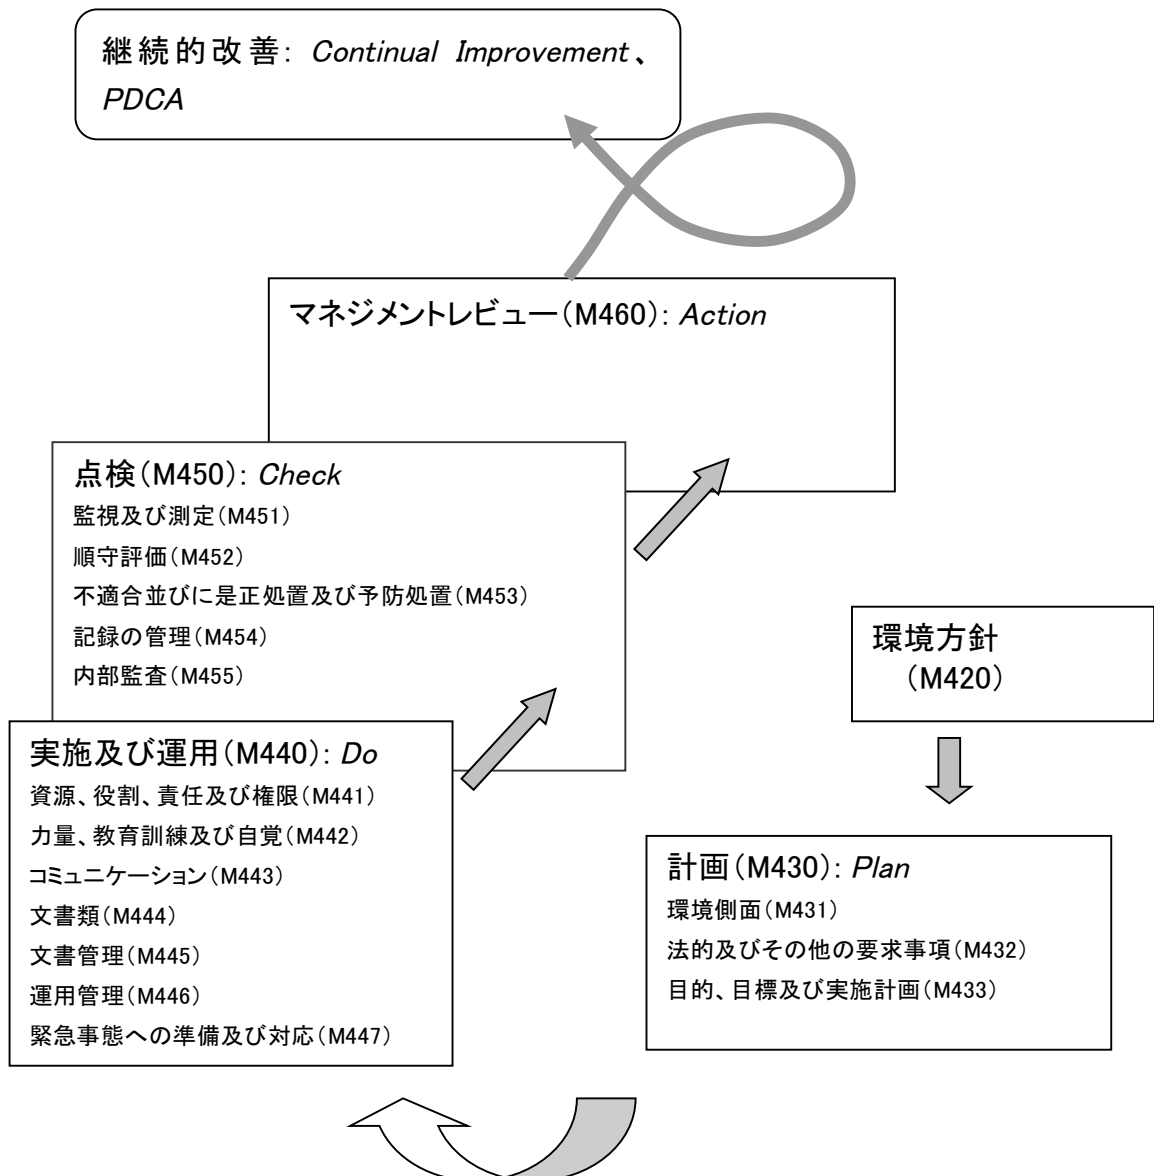 継続的改善: Continual Improvement、
PDCA
マネジメントレビュー(M460): Action
点検(M450): Check
監視及び測定(M451)
順守評価(M452)
不適合並びに是正処置及び予防処置(M453)
記録の管理(M454)
内部監査(M455)
環境方針
(M420)
実施及び運用(M440): Do
資源、役割、責任及び権限(M441)
力量、教育訓練及び自覚(M442)
コミュニケーション(M443)
文書類(M444)
文書管理(M445)
運用管理(M446)
緊急事態への準備及び対応(M447)
計画(M430): Plan
環境側面(M431)
法的及びその他の要求事項(M432)
目的、目標及び実施計画(M433)